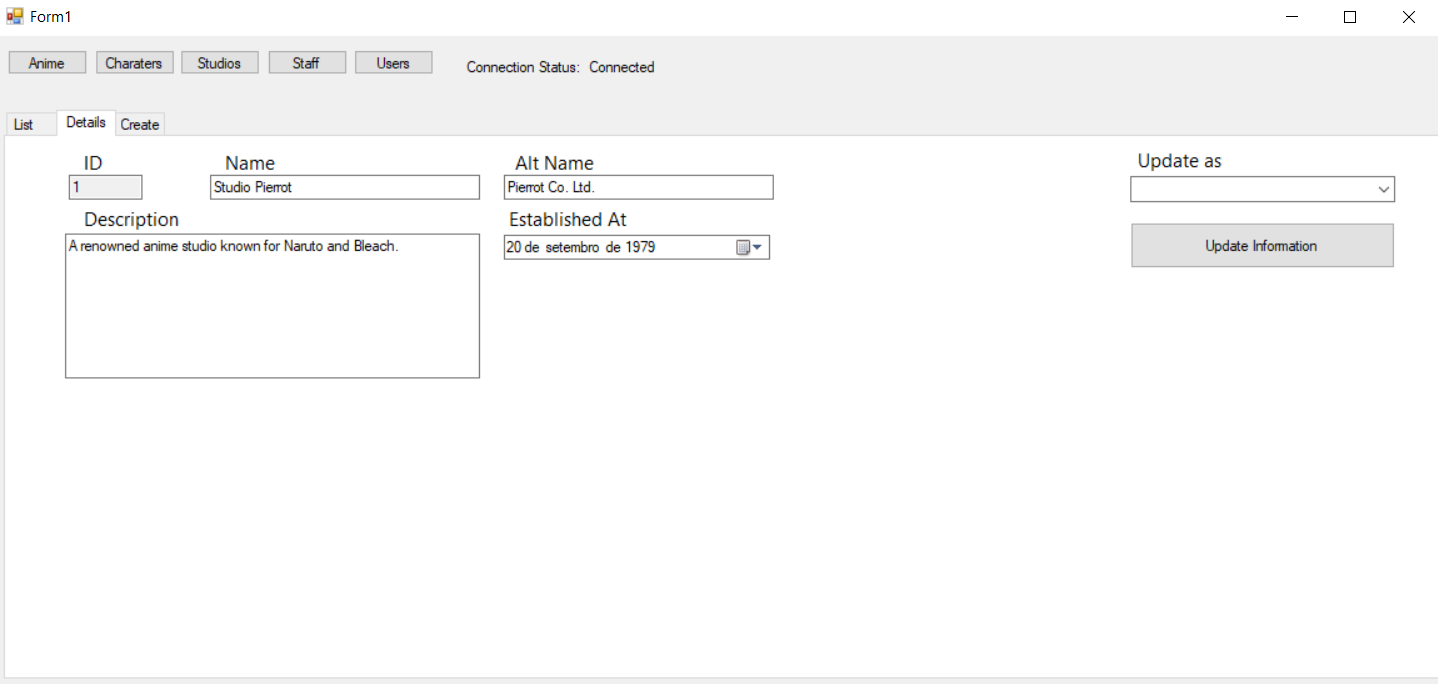 Form1
Anime Charaters Studios Staff Users Connection Status: Connected
List Details Create
ID Name Alt Name Update as
1 Studio Pierrot Pierrot Co. Ltd.
Description Established At
A renowned anime studio known for Naruto and Bleach. 20 de setembro de 1979 Update Information